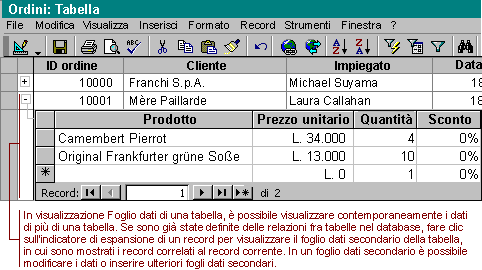 Ordini: Tabella
File Modifica Visualizza Inserisci Formato Record Strumenti Finestra ?
ID ordine Cliente Impiegato Data
10000 Franchi S.p.A. Michael Suyama 18
10001 Mère Paillarde Laura Callahan 18
Prodotto Prezzo unitario Quantità Sconto
Camembert Pierrot L. 34.000 4 0%
Original Frankfurter grüne Soße L. 13.000 10 0%
L. 0 1 0%
Record: 1 di 2
In visualizzazione Foglio dati di una tabella, è possibile visualizzare contemporaneamente i dati
di più di una tabella. Se sono già state definite delle relazioni fra tabelle nel database, fare clic
sull'indicatore di espansione di un record per visualizzare il foglio dati secondario della tabella,
in cui sono mostrati i record correlati al record corrente. In un foglio dati secondario è possibile
modificare i dati o inserire ulteriori fogli dati secondari.